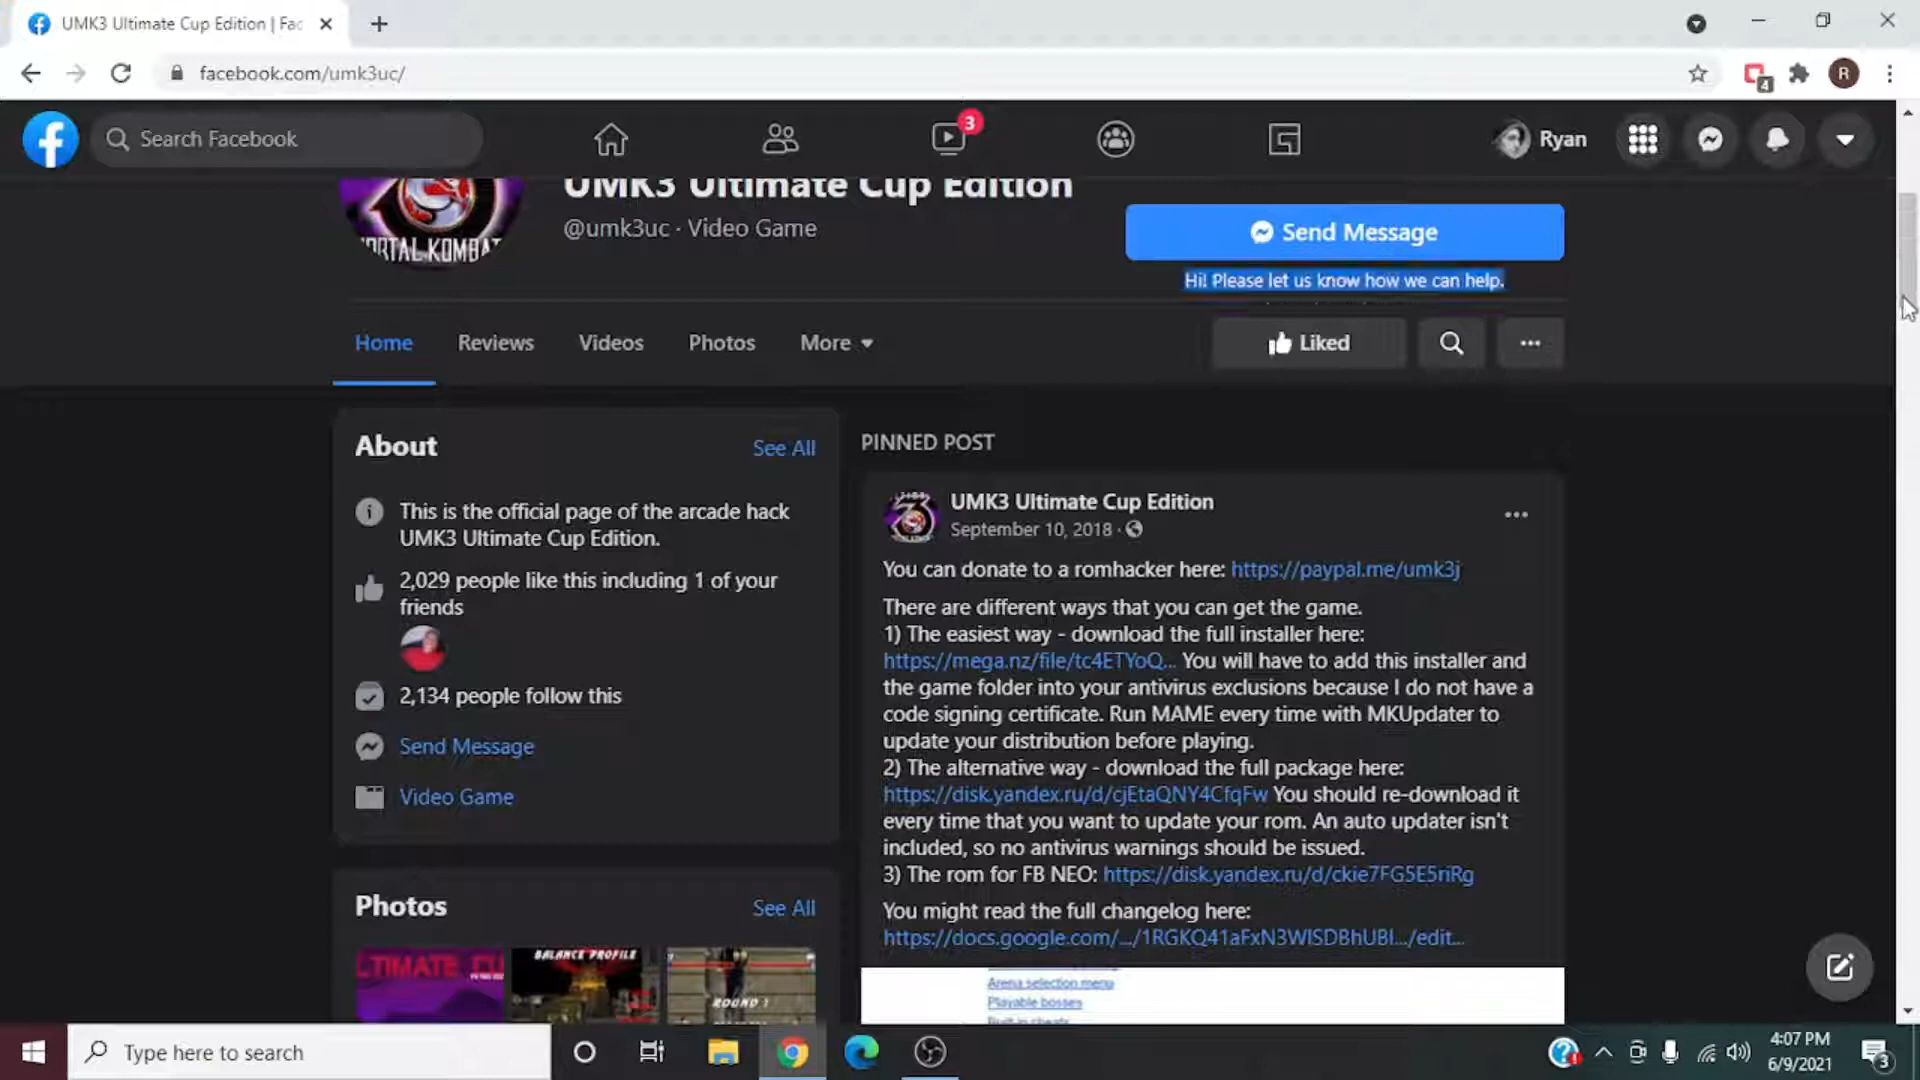 UMK3 Ultimate Cup Edition | Fac
facebook.com/umk3uc/
4
R
Search Facebook
3
Ryan
UMK3 Ultimate Cup Edition
@umk3uc · Video Game
Send Message
Hi! Please let us know how we can help.
Home
Reviews
Videos
Photos
More
Liked
About
See All
This is the official page of the arcade hack
UMK3 Ultimate Cup Edition.
2,029 people like this including 1 of your
friends
2,134 people follow this
Send Message
Video Game
Photos
See All
BALANCE PROFILE
ROUND 1
PINNED POST
UMK3 Ultimate Cup Edition
September 10, 2018 ·
You can donate to a romhacker here: https://paypal.me/umk3j
There are different ways that you can get the game.
1) The easiest way - download the full installer here:
https://mega.nz/file/tc4ETYoQ... You will have to add this installer and
the game folder into your antivirus exclusions because I do not have a
code signing certificate. Run MAME every time with MKUpdater to
update your distribution before playing.
2) The alternative way - download the full package here:
https://disk.yandex.ru/d/cjEtaQNY4CfqFw You should re-download it
every time that you want to update your rom. An auto updater isn't
included, so no antivirus warnings should be issued.
3) The rom for FB NEO: https://disk.yandex.ru/d/ckie7FG5E5riRg
You might read the full changelog here:
https://docs.google.com/.../1RGKQ41aFxN3WlSDBhUBl.../edit...
Arena selection menu
Playable bosses
Built-in cheats
Type here to search
4:07 PM
6/9/2021
3